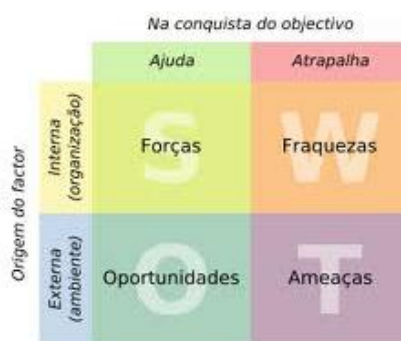 Na conquista do objectivo
Ajuda
Atrapalha
Origem do factor
Interna
(organização)
S
Forças
W
Fraquezas
Externa
(ambiente)
O
Oportunidades
T
Ameaças